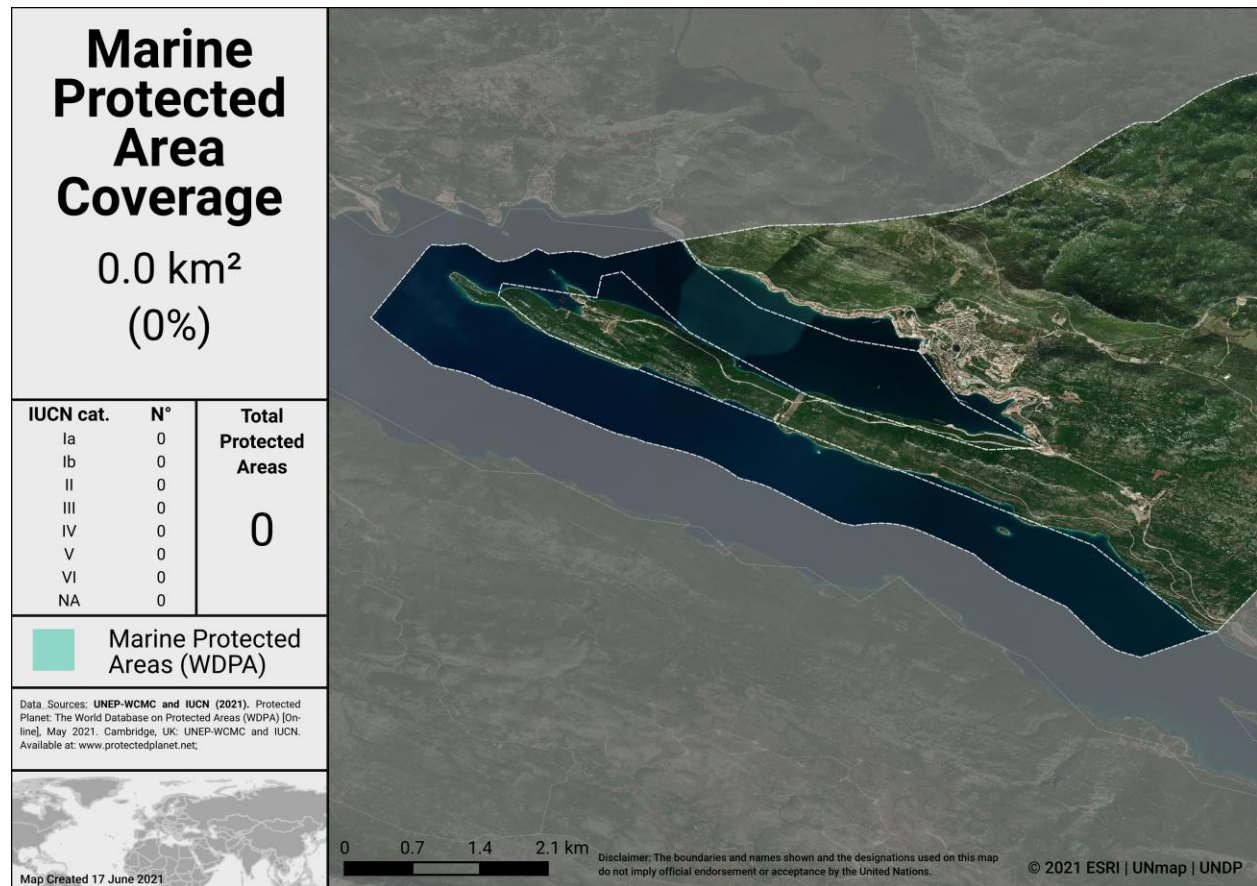 Marine
Protected
Area
Coverage
0.0 km²
(0%)
IUCN cat. N°
Ia 0
Ib 0
II 0
III 0
IV 0
V 0
VI 0
NA 0
Total
Protected
Areas
0
Marine Protected
Areas (WDPA)
Data Sources: UNEP-WCMC and IUCN (2021). Protected
Planet: The World Database on Protected Areas (WDPA) [On-
line], May 2021. Cambridge, UK: UNEP-WCMC and IUCN.
Available at: www.protectedplanet.net;
Map Created 17 June 2021
0 0.7 1.4 2.1 km
Disclaimer: The boundaries and names shown and the designations used on this map
do not imply official endorsement or acceptance by the United Nations.
© 2021 ESRI | UNmap | UNDP